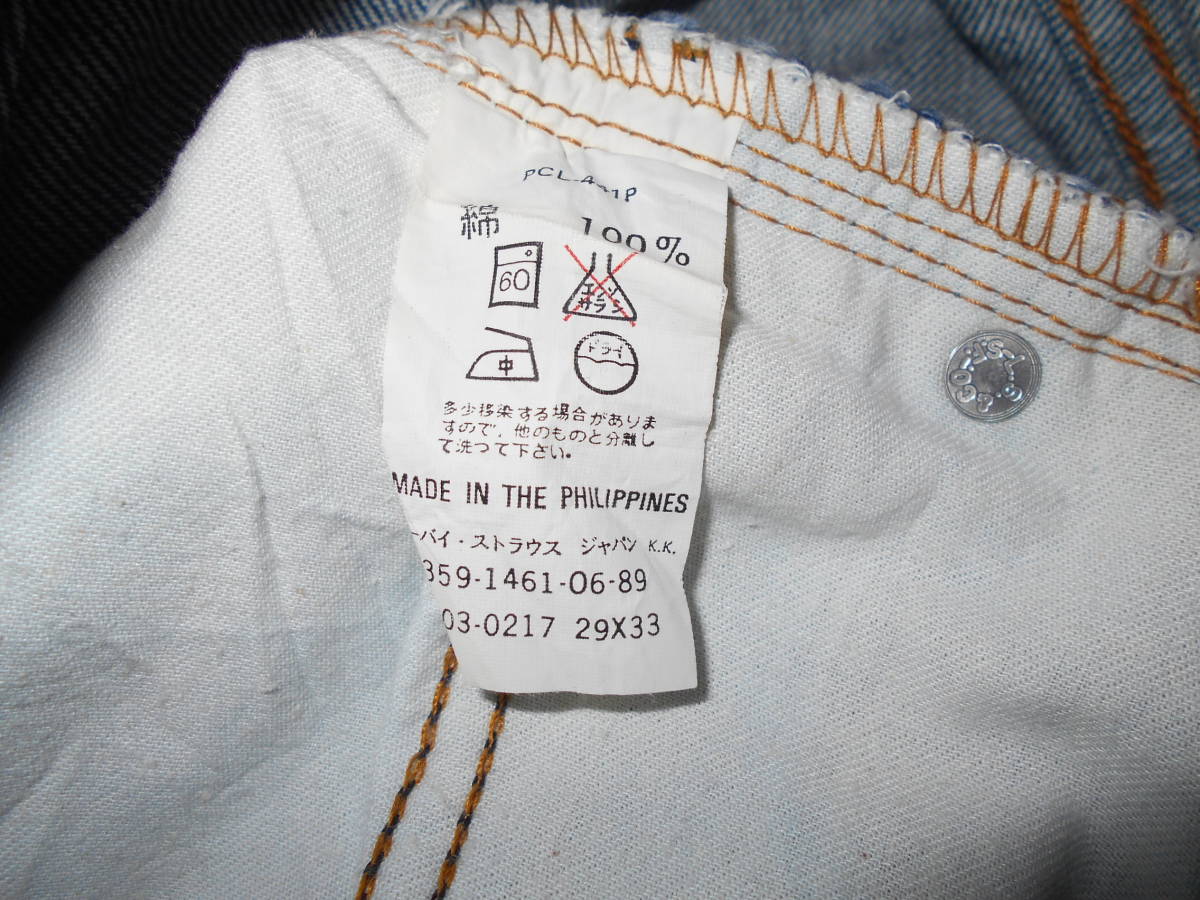 綿 100%
60
エンソ
サラシ
中
ドライ
多少移染する場合がありま
すので、他のものと分離し
て洗つて下さい。
MADE IN THE PHILIPPINES
ーバイ・ストラウス ジャパン K.K.
359-1461-06-89
03-0217 29X33
L.S.&CO.